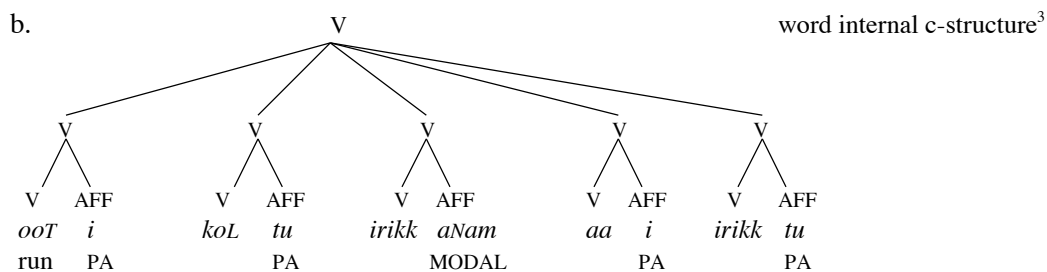 b. V word internal c-structure³
V V V V V
V AFF V AFF V AFF V AFF V AFF
ooT i koL tu irikk aNam aa i irikk tu
run PA PA MODAL PA PA